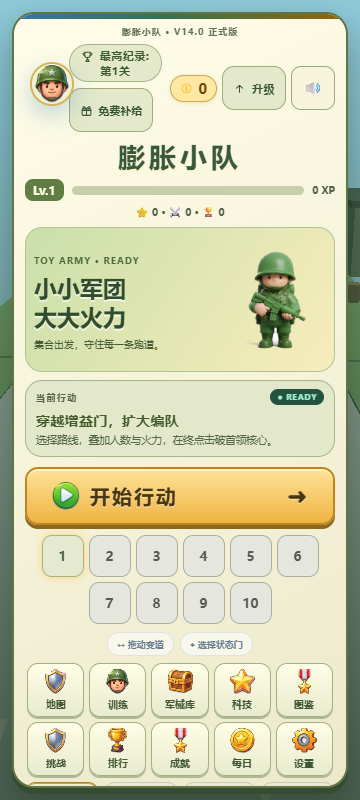 膨胀小队 • V14.0 正式版
最高纪录:
第1关
免费补给
0
升级
膨胀小队
Lv.1
0 XP
0 • 0 • 0
TOY ARMY • READY
小小军团
大大火力
集合出发，守住每一条跑道。
当前行动
• READY
穿越增益门，扩大编队
选择路线，叠加人数与火力，在终点击破首领核心。
开始行动 →
1 2 3 4 5 6
7 8 9 10
↔ 拖动变道
✦ 选择状态门
地图 训练 军械库 科技 图鉴
挑战 排行 成就 每日 设置